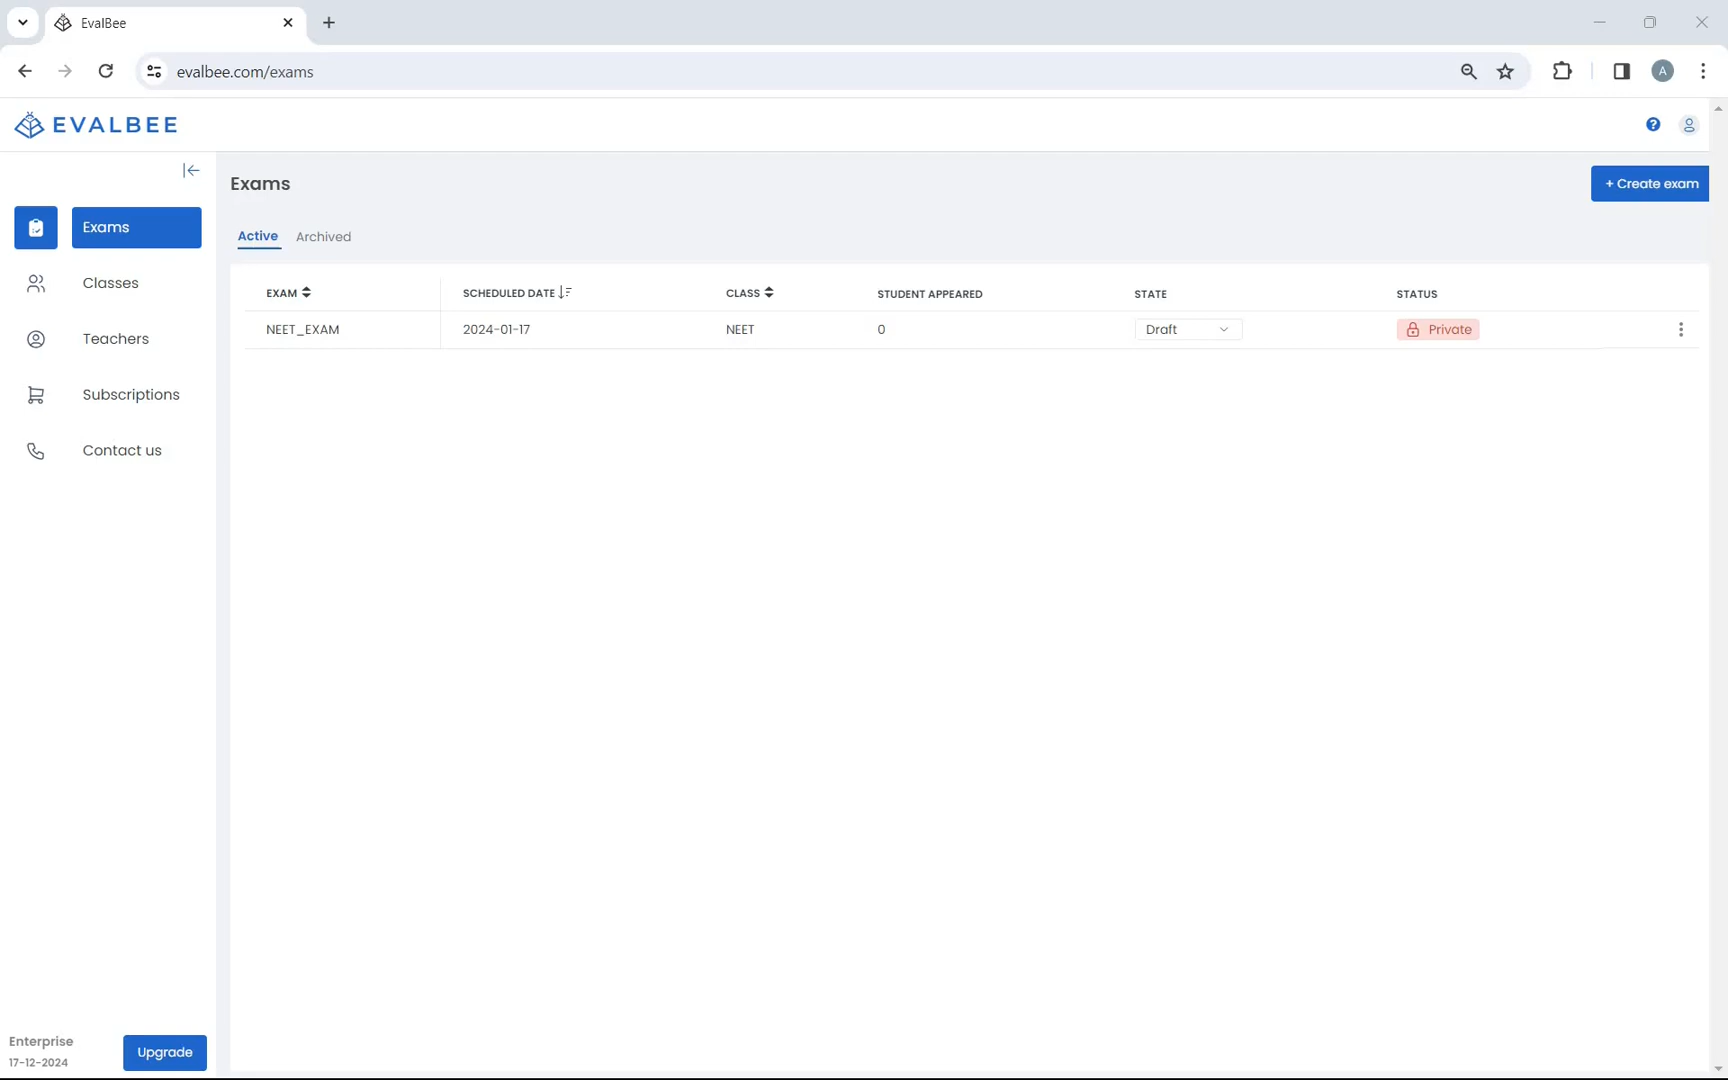 EvalBee
evalbee.com/exams
A
EVALBEE
?
Exams
Classes
Teachers
Subscriptions
Contact us
Enterprise
17-12-2024
Upgrade
Exams
+ Create exam
Active Archived
EXAM SCHEDULED DATE CLASS STUDENT APPEARED STATE STATUS
NEET_EXAM 2024-01-17 NEET 0 Draft Private